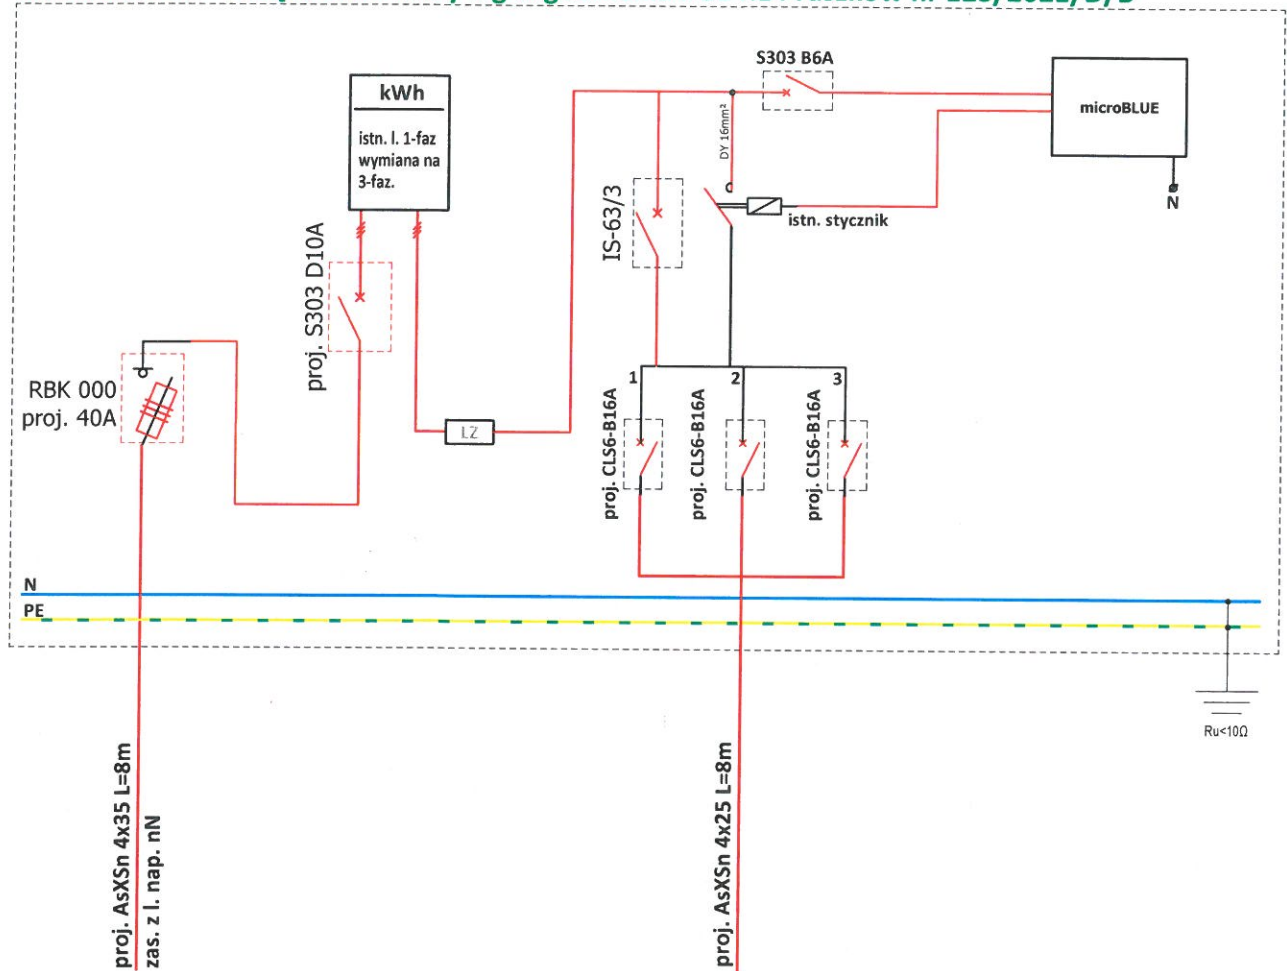 S303 B6A
kWh
istn. l. 1-faz
wymiana na
3-faz.
microBLUE
DY 16mm²
N
IS-63/3
istn. stycznik
proj. S303 D10A
RBK 000
proj. 40A
LZ
1
2
3
proj. CLS6-B16A
proj. CLS6-B16A
proj. CLS6-B16A
N
PE
Ru<10Ω
proj. AsXSn 4x35 L=8m
zas. z l. nap. nN
proj. AsXSn 4x25 L=8m